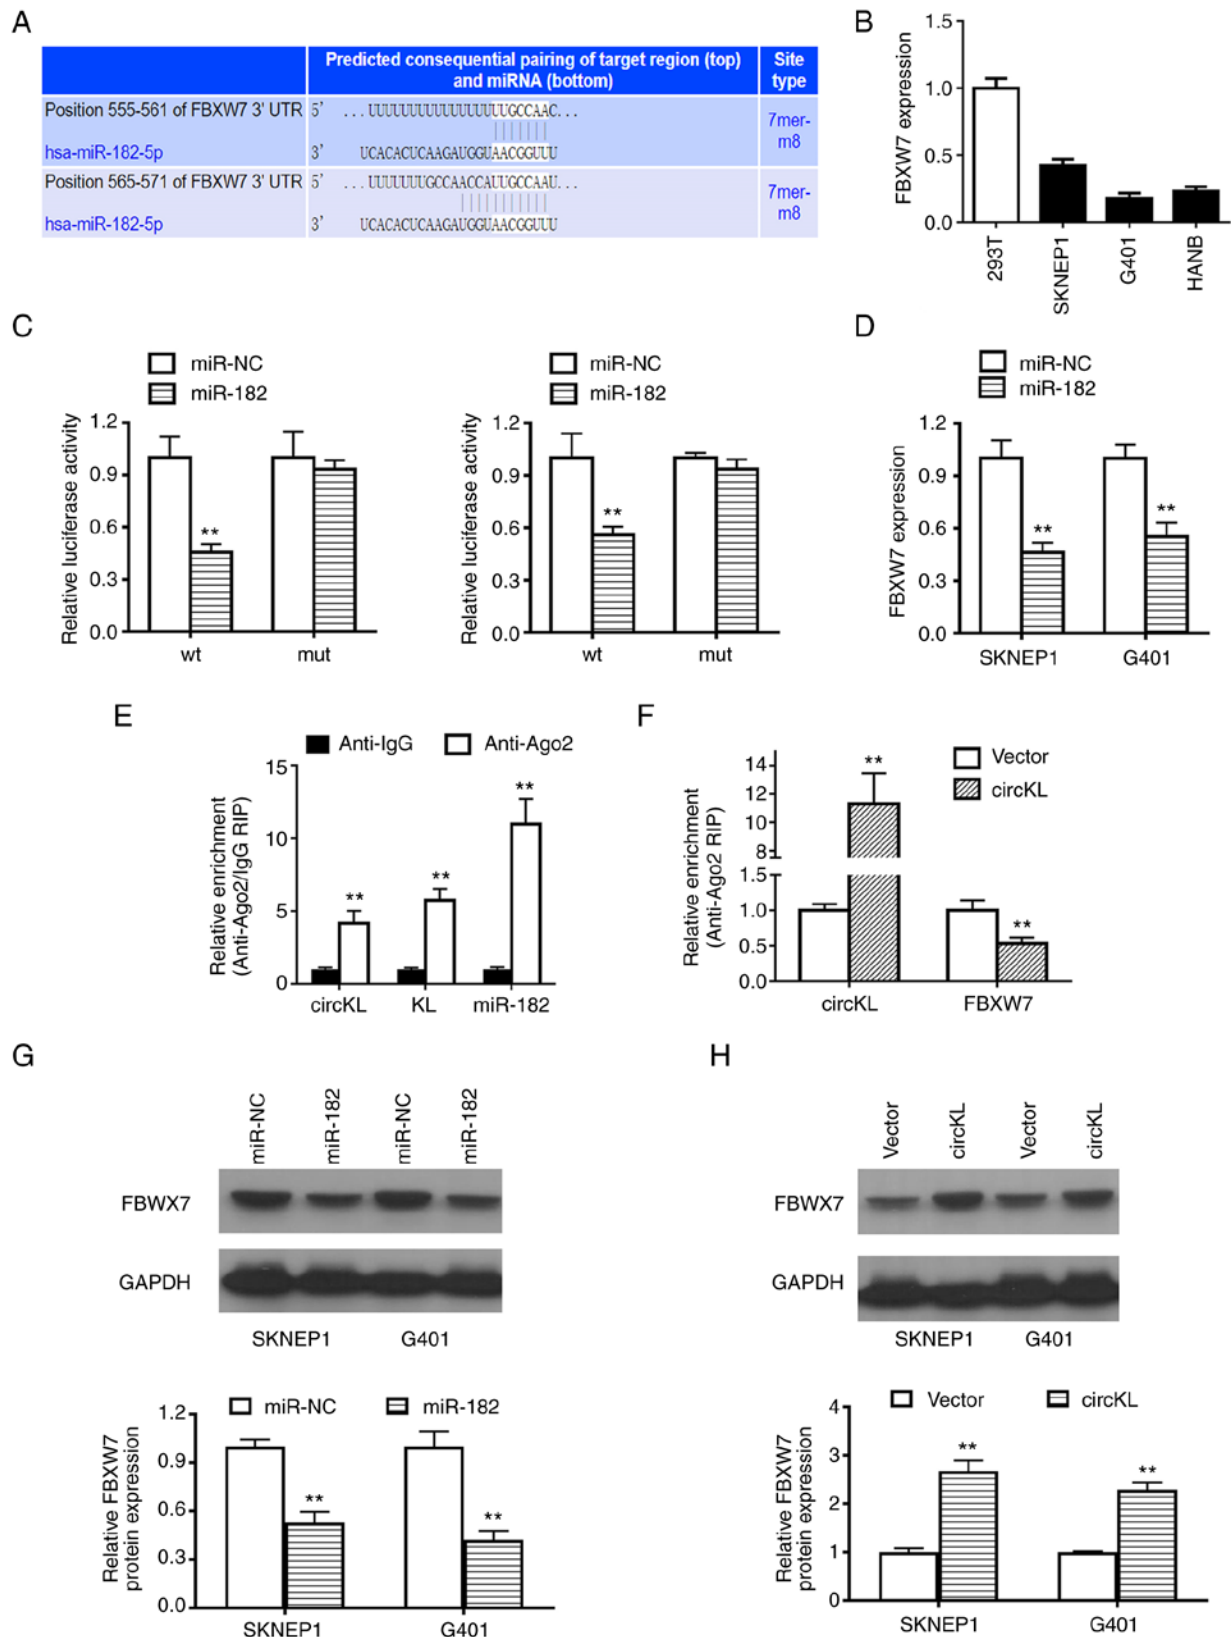 A
Predicted consequential pairing of target region (top) and miRNA (bottom)
Site type
Position 555-561 of FBXW7 3' UTR 5' ...UUUUUUUUUUUUUUUUUGCCAAC...
7mer-m8
hsa-miR-182-5p 3' UCACACUCAAGAUGGUAACGGUUU
Position 565-571 of FBXW7 3' UTR 5' ...UUUUUUGCCAACCAUUGCCAAU...
7mer-m8
hsa-miR-182-5p 3' UCACACUCAAGAUGGUAACGGUUU
B
FBXW7 expression
1.5
1.0
0.5
0.0
293T
SKNEP1
G401
HANB
C
miR-NC
miR-182
Relative luciferase activity
1.2
0.9
0.6
0.3
0.0
**
wt
mut
miR-NC
miR-182
Relative luciferase activity
1.2
0.9
0.6
0.3
0.0
**
wt
mut
D
miR-NC
miR-182
FBXW7 expression
1.2
0.9
0.6
0.3
0.0
**
**
SKNEP1
G401
E
Anti-IgG
Anti-Ago2
Relative enrichment
(Anti-Ago2/IgG RIP)
15
10
5
0
**
**
**
circKL
KL
miR-182
F
Vector
circKL
Relative enrichment
(Anti-Ago2 RIP)
14
12
10
8
1.5
1.0
0.5
0.0
**
**
circKL
FBXW7
G
miR-NC
miR-182
miR-NC
miR-182
FBWX7
GAPDH
SKNEP1
G401
miR-NC
miR-182
Relative FBXW7
protein expression
1.2
0.9
0.6
0.3
0.0
**
**
SKNEP1
G401
H
Vector
circKL
Vector
circKL
FBWX7
GAPDH
SKNEP1
G401
Vector
circKL
Relative FBXW7
protein expression
4
3
2
1
0
**
**
SKNEP1
G401